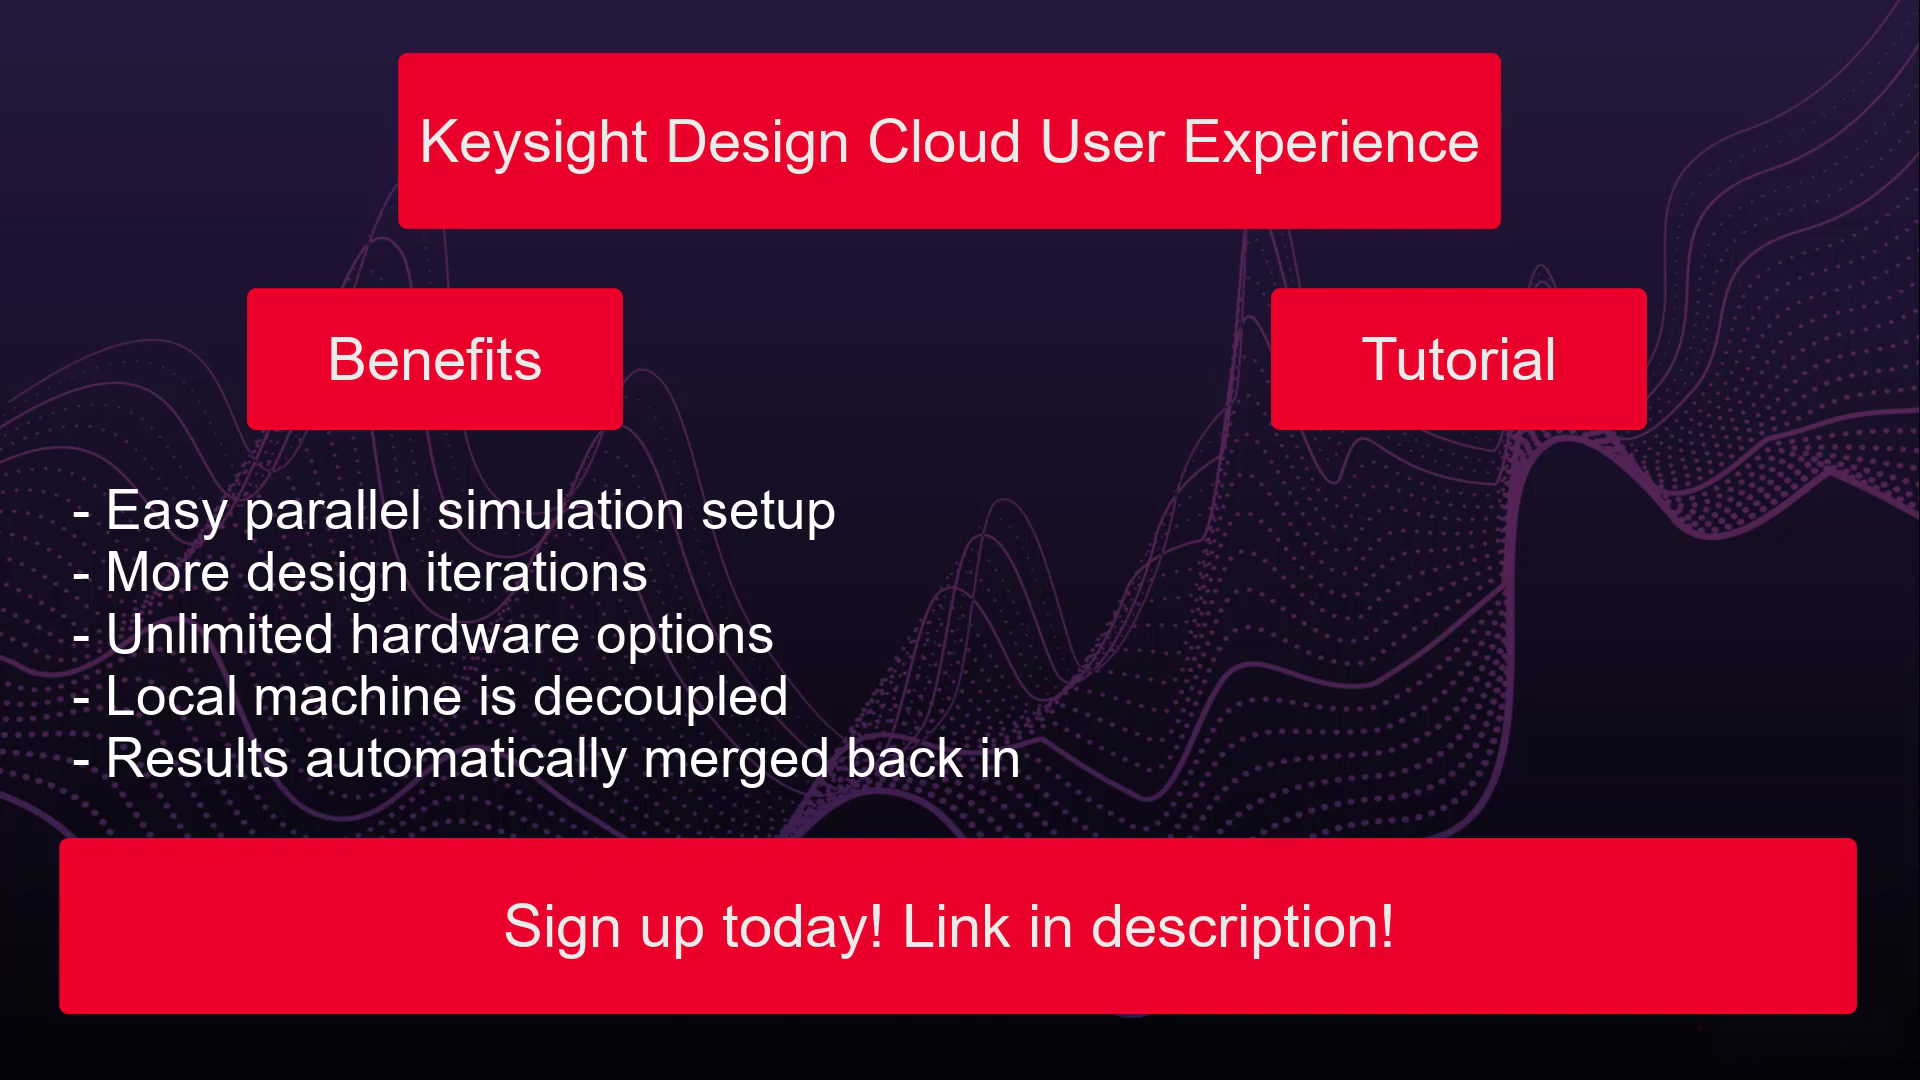 Keysight Design Cloud User Experience
Benefits
Tutorial
- Easy parallel simulation setup
- More design iterations
- Unlimited hardware options
- Local machine is decoupled
- Results automatically merged back in
Sign up today! Link in description!